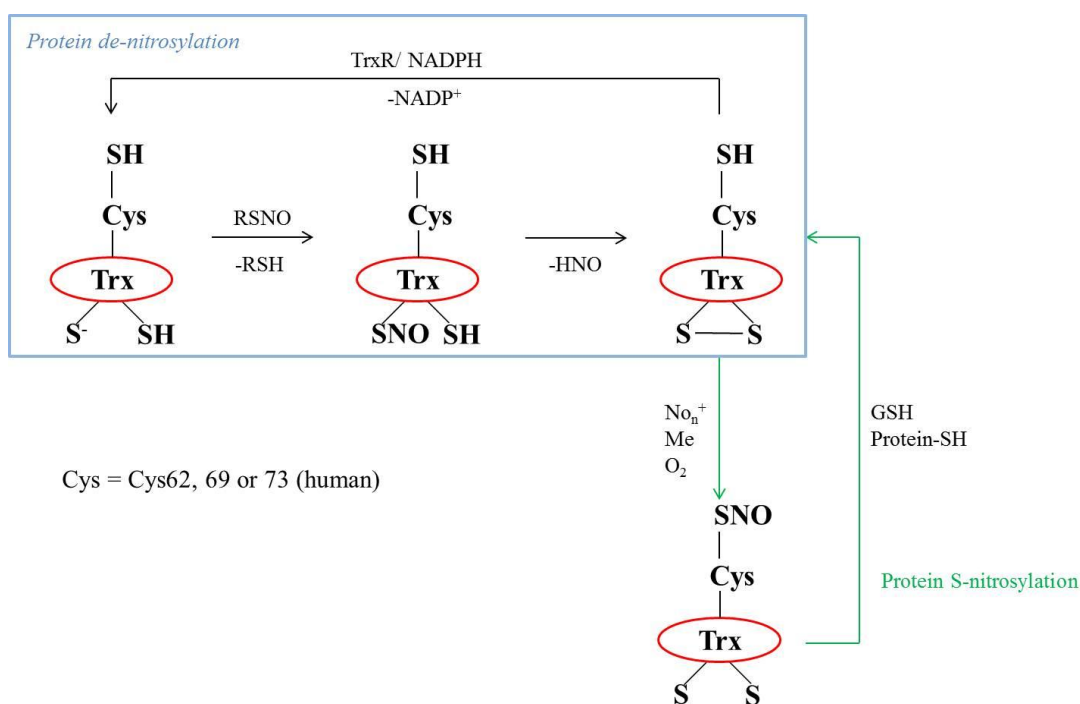 Protein de-nitrosylation
TrxR/ NADPH
-NADP⁺
SH
SH
SH
Cys
Cys
Cys
RSNO
-RSH
-HNO
Trx
Trx
Trx
S⁻ SH
SNO SH
S S
Noₙ⁺
Me
O₂
GSH
Protein-SH
Cys = Cys62, 69 or 73 (human)
SNO
Cys
Protein S-nitrosylation
Trx
S S